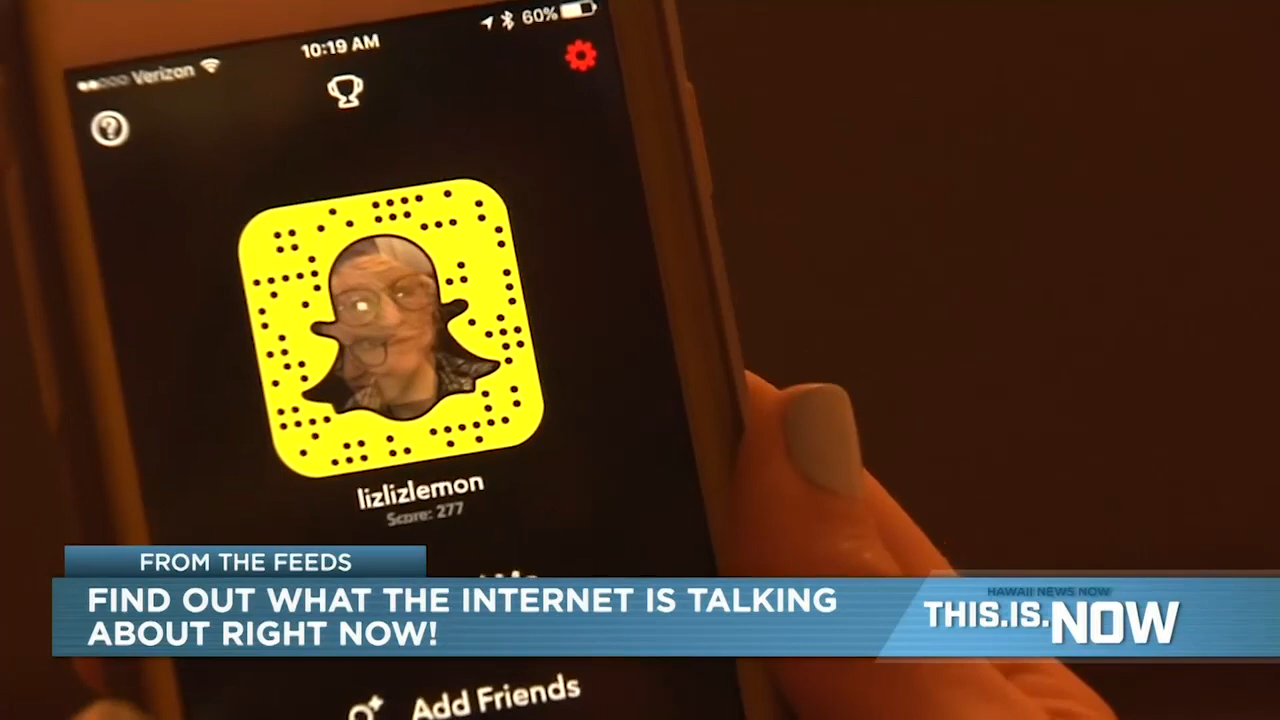 Verizon
10:19 AM
60%
?
lizlizlemon
Score: 277
Me
Add Friends
FROM THE FEEDS
FIND OUT WHAT THE INTERNET IS TALKING
ABOUT RIGHT NOW!
HAWAII NEWS NOW
THIS.IS.NOW